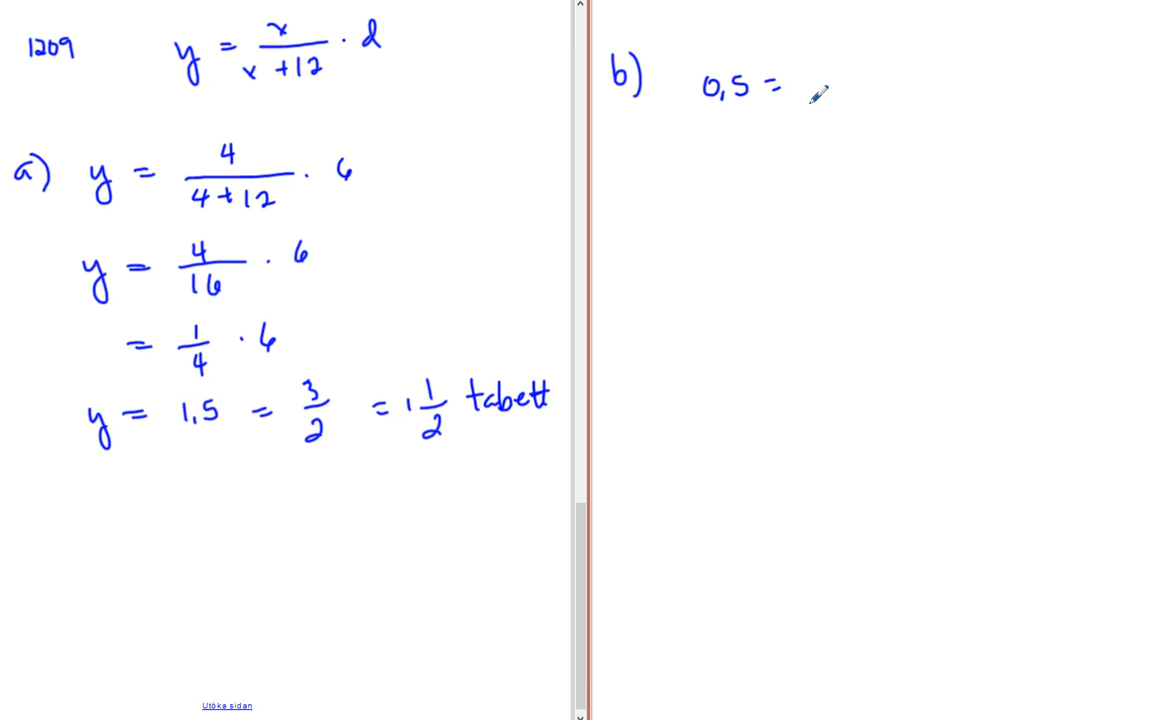 1209 y = x / (x + 12) · d
a) y = 4 / (4 + 12) · 6
y = 4/16 · 6
= 1/4 · 6
y = 1,5 = 3/2 = 1 1/2 tabett
Utöka sidan
b) 0,5 =